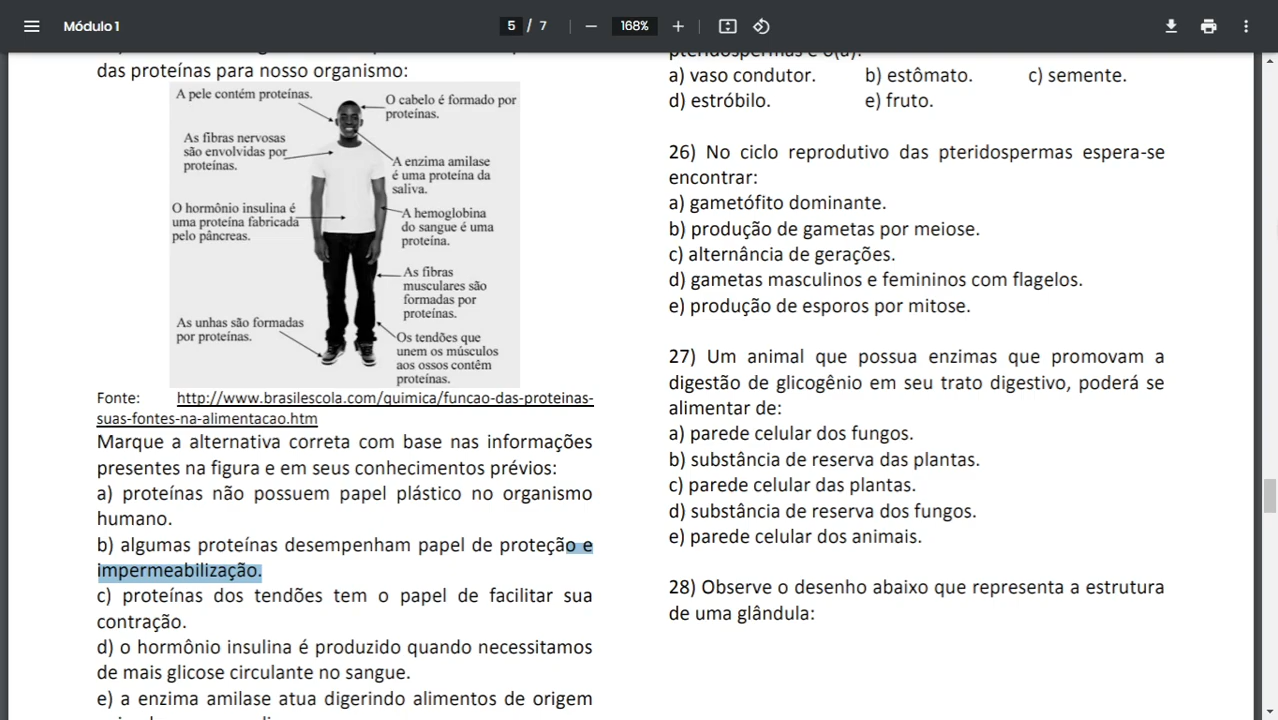 Módulo 1
5 / 7
168%
das proteínas para nosso organismo:
A pele contém proteínas.
O cabelo é formado por
proteínas.
As fibras nervosas
são envolvidas por
proteínas.
A enzima amilase
é uma proteína da
saliva.
O hormônio insulina é
uma proteína fabricada
pelo pâncreas.
A hemoglobina
do sangue é uma
proteína.
As fibras
musculares são
formadas por
proteínas.
As unhas são formadas
por proteínas.
Os tendões que
unem os músculos
aos ossos contêm
proteínas.
Fonte: http://www.brasilescola.com/quimica/funcao-das-proteinas-
suas-fontes-na-alimentacao.htm
Marque a alternativa correta com base nas informações
presentes na figura e em seus conhecimentos prévios:
a) proteínas não possuem papel plástico no organismo
humano.
b) algumas proteínas desempenham papel de proteção e
impermeabilização.
c) proteínas dos tendões tem o papel de facilitar sua
contração.
d) o hormônio insulina é produzido quando necessitamos
de mais glicose circulante no sangue.
e) a enzima amilase atua digerindo alimentos de origem
pteridospermas é o(a):
a) vaso condutor. b) estômato. c) semente.
d) estróbilo. e) fruto.
26) No ciclo reprodutivo das pteridospermas espera-se
encontrar:
a) gametófito dominante.
b) produção de gametas por meiose.
c) alternância de gerações.
d) gametas masculinos e femininos com flagelos.
e) produção de esporos por mitose.
27) Um animal que possua enzimas que promovam a
digestão de glicogênio em seu trato digestivo, poderá se
alimentar de:
a) parede celular dos fungos.
b) substância de reserva das plantas.
c) parede celular das plantas.
d) substância de reserva dos fungos.
e) parede celular dos animais.
28) Observe o desenho abaixo que representa a estrutura
de uma glândula: